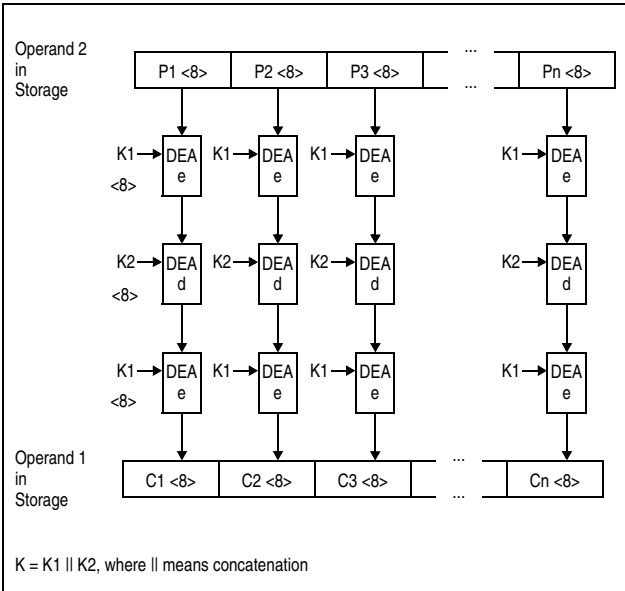 Operand 2
in
Storage
...
P1 <8> P2 <8> P3 <8> Pn <8>
...
K1 DEA K1 DEA K1 DEA K1 DEA
e e e e
<8>
K2 DEA K2 DEA K2 DEA K2 DEA
d d d d
<8>
K1 DEA K1 DEA K1 DEA K1 DEA
e e e e
<8>
Operand 1
in
Storage
...
C1 <8> C2 <8> C3 <8> Cn <8>
...
K = K1 || K2, where || means concatenation